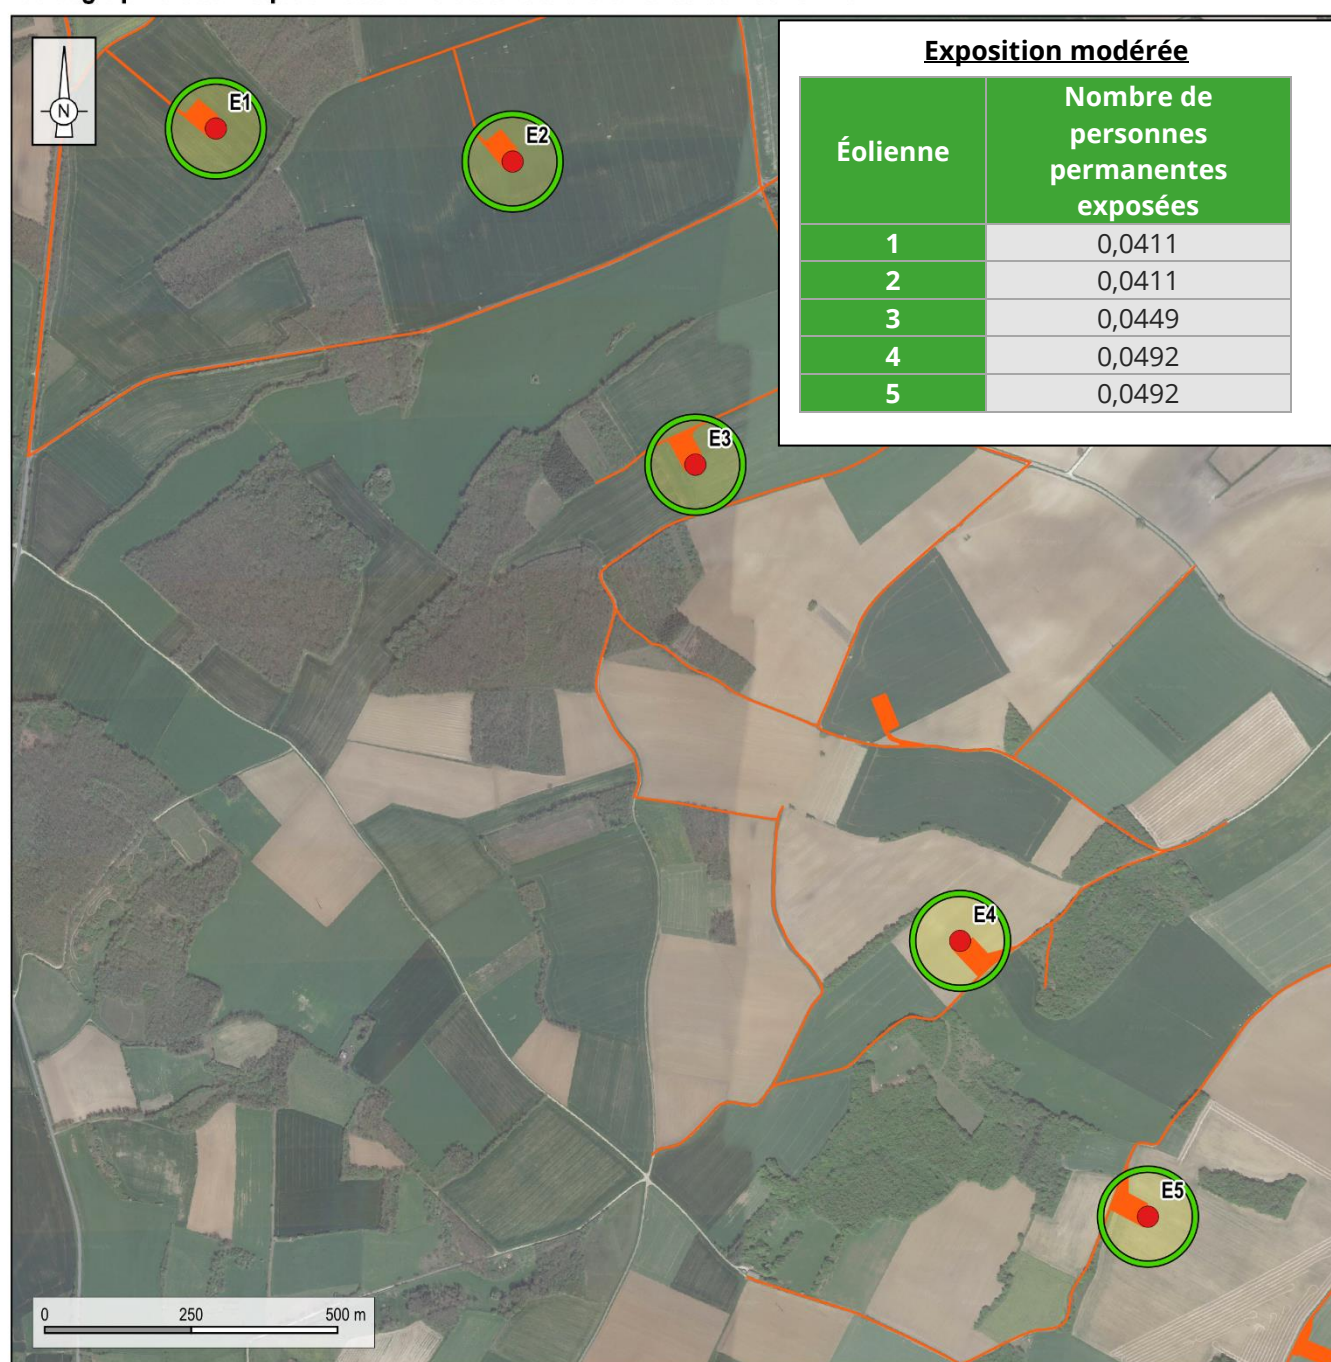 Exposition modérée
Éolienne
Nombre de
personnes
permanentes
exposées
1 0,0411
2 0,0411
3 0,0449
4 0,0492
5 0,0492
N
E1
E2
E3
E4
E5
0 250 500 m